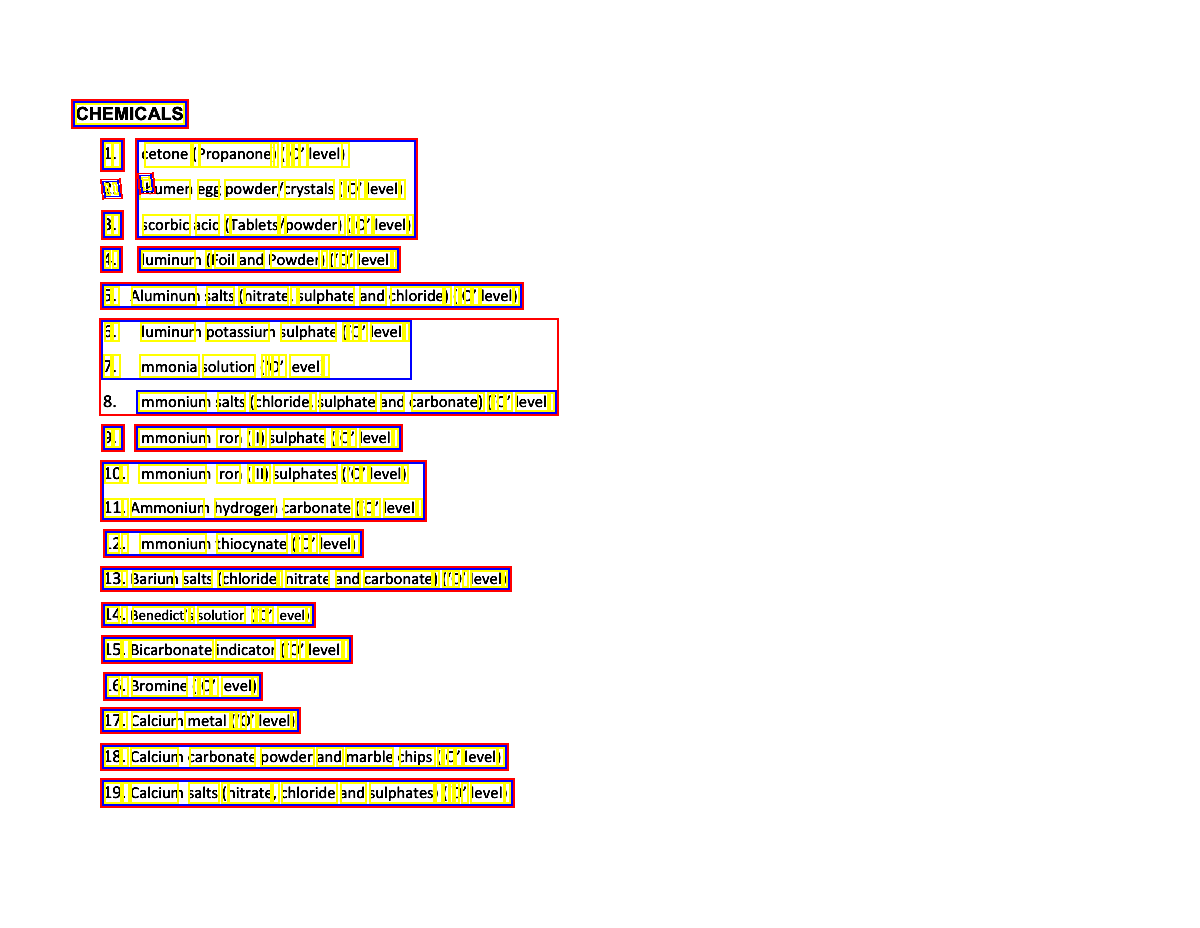 CHEMICALS
1. cetone (Propanone) ('O' level)
2. lbumen egg powder/crystals ('O' level)
3. scorbic acid (Tablets/powder) ('O' level)
4. luminum (Foil and Powder) ('O' level)
5. Aluminum salts (nitrate, sulphate and chloride) ('O' level)
6. luminum potassium sulphate ('O' level)
7. mmonia solution ('O' level)
8. mmonium salts (chloride, sulphate and carbonate) ('O' level)
9. mmonium iron (II) sulphate ('O' level)
10. mmonium iron (III) sulphates ('O' level)
11. Ammonium hydrogen carbonate ('O' level)
12. mmonium thiocynate ('O' level)
13. Barium salts (chloride, nitrate and carbonate) ('O' level)
14. Benedict's solution ('O' level)
15. Bicarbonate indicator ('O' level)
16. Bromine ('O' level)
17. Calcium metal ('O' level)
18. Calcium carbonate powder and marble chips ('O' level)
19. Calcium salts (nitrate, chloride and sulphates) ('O' level)